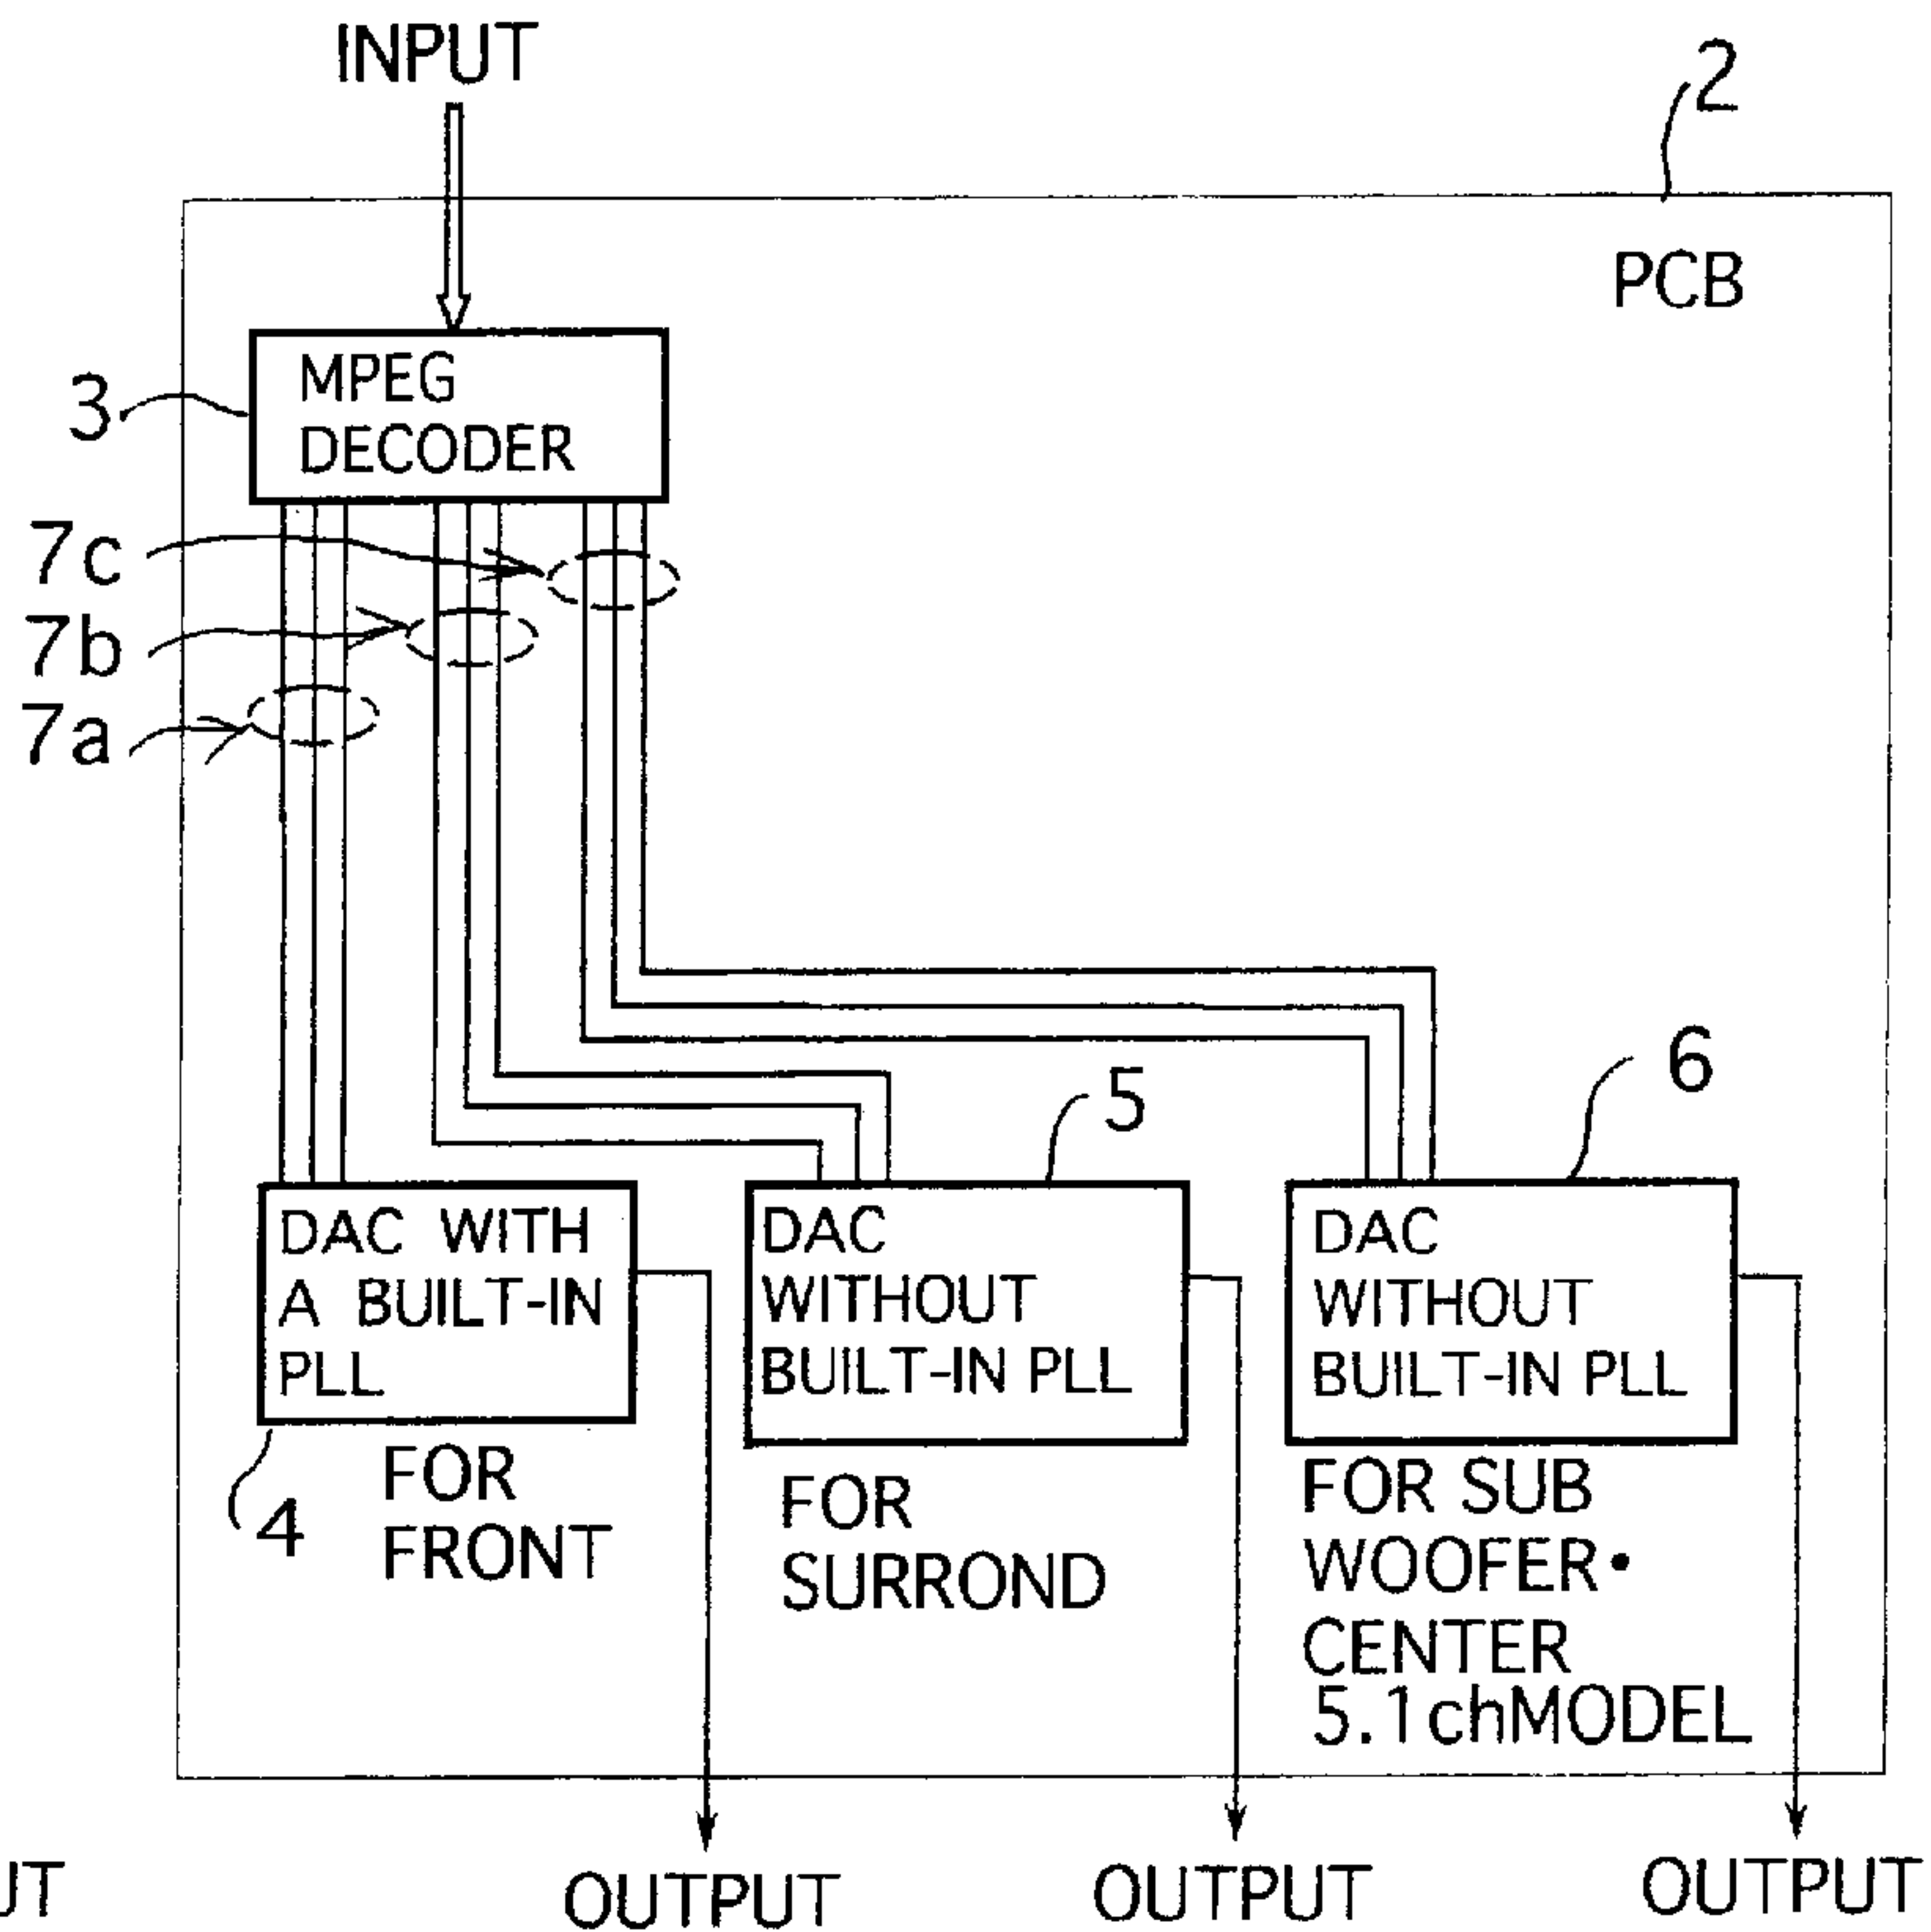 INPUT
2
PCB
MPEG
DECODER
3
7c
7b
7a
5
6
DAC WITH
A BUILT-IN
PLL
DAC
WITHOUT
BUILT-IN PLL
DAC
WITHOUT
BUILT-IN PLL
4
FOR
FRONT
FOR
SURROND
FOR SUB
WOOFER•
CENTER
5.1chMODEL
UT
OUTPUT
OUTPUT
OUTPUT